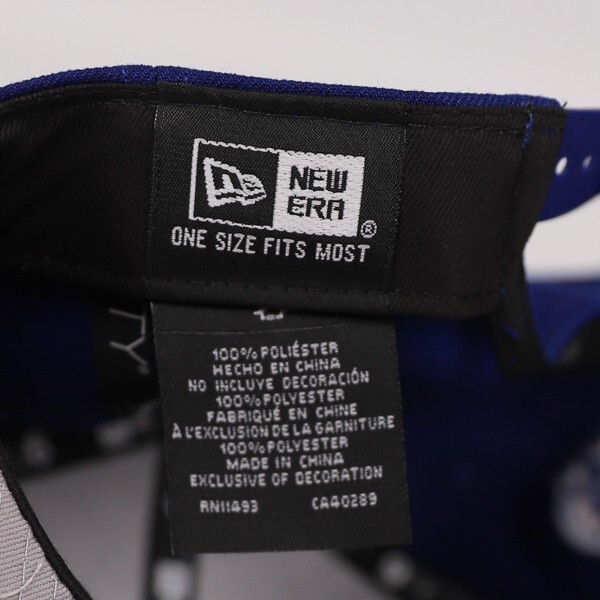 NEW
ERA®
ONE SIZE FITS MOST
TY
100% POLIÉSTER
HECHO EN CHINA
NO INCLUYE DECORACIÓN
100% POLYESTER
FABRIQUÉ EN CHINE
À L'EXCLUSION DE LA GARNITURE
100% POLYESTER
MADE IN CHINA
EXCLUSIVE OF DECORATION
RN11493 CA40289